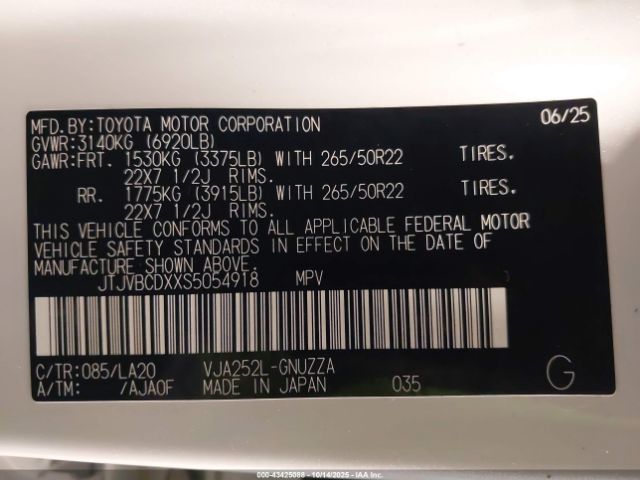 MFD.BY:TOYOTA MOTOR CORPORATION 06/25
GVWR:3140KG (6920LB)
GAWR:FRT. 1530KG (3375LB) WITH 265/50R22 TIRES.
22X7 1/2J RIMS.
RR. 1775KG (3915LB) WITH 265/50R22 TIRES.
22X7 1/2J RIMS.
THIS VEHICLE CONFORMS TO ALL APPLICABLE FEDERAL MOTOR
VEHICLE SAFETY STANDARDS IN EFFECT ON THE DATE OF
MANUFACTURE SHOWN ABOVE.
JTJVBCDXXS5054918 MPV
C/TR:085/LA20 VJA252L-GNUZZA
A/TM: /AJA0F MADE IN JAPAN 035 G
000-43425088 - 10/14/2025 - IAA, Inc.